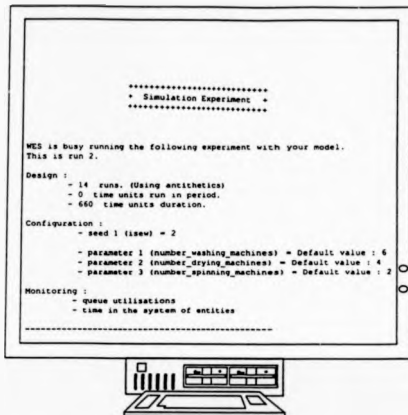 ***************************
+ Simulation Experiment +
***************************
WES is busy running the following experiment with your model.
This is run 2.
Design :
- 14 runs. (Using antithetics)
- 0 time units run in period.
- 660 time units duration.
Configuration :
- seed 1 (isew) = 2
- parameter 1 (number_washing_machines) = Default value : 6
- parameter 2 (number_drying_machines) = Default value : 4
- parameter 3 (number_spinning_machines) = Default value : 2
Monitoring :
- queue utilisations
- time in the system of entities
------------------------------------------------